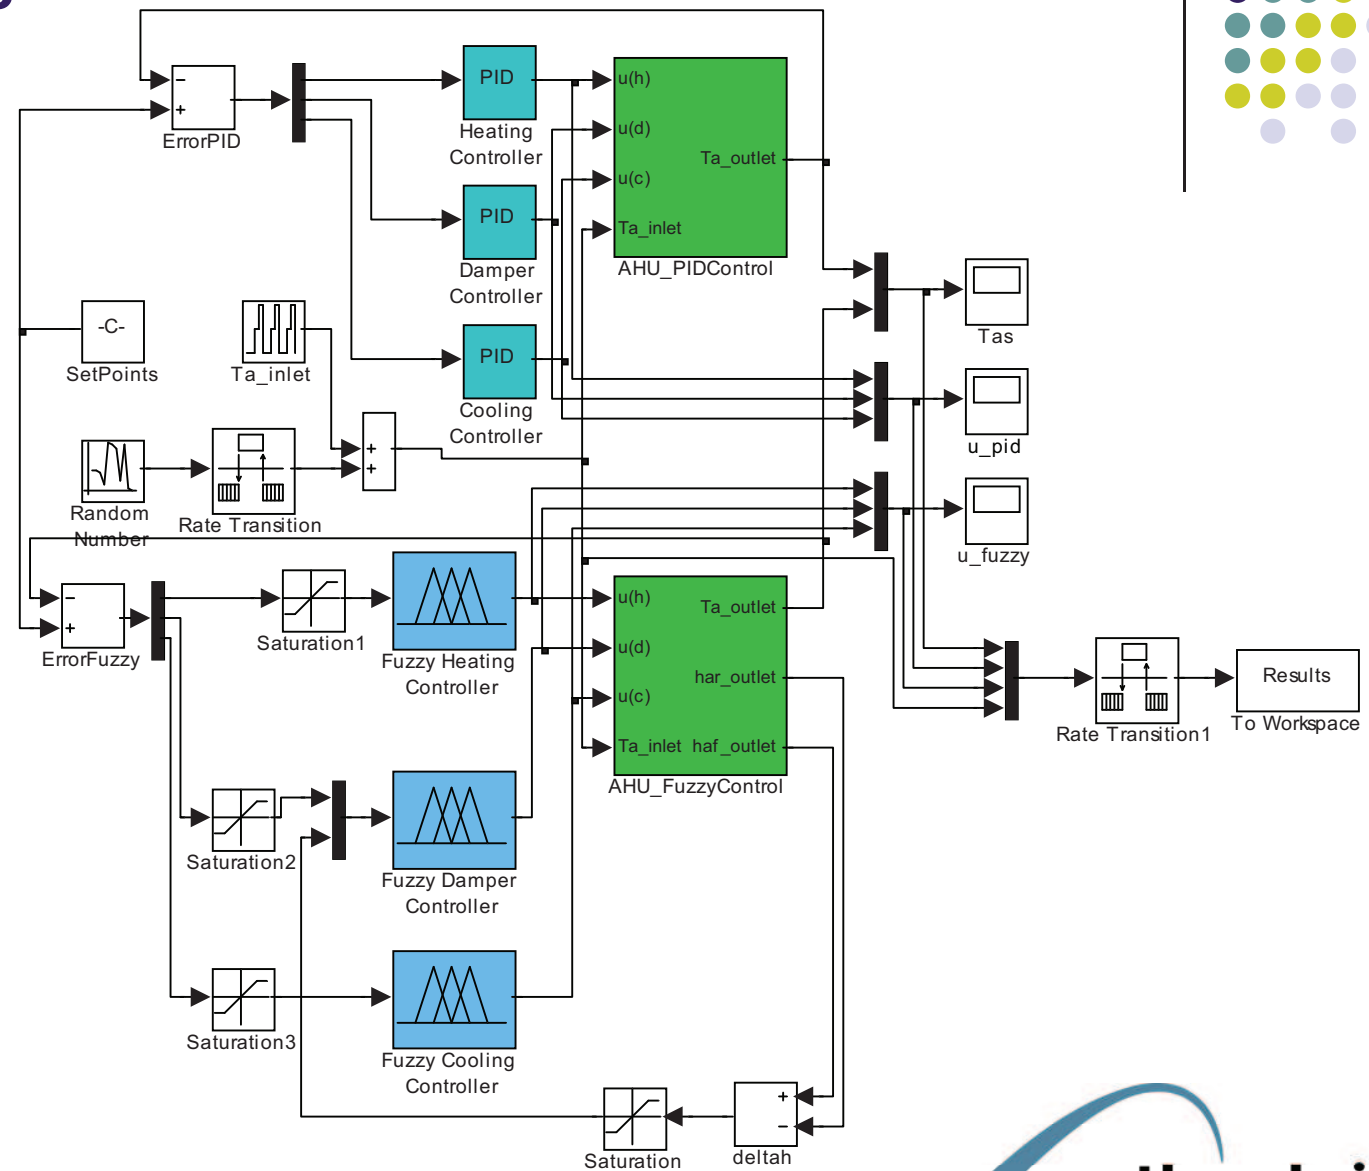 −
+
ErrorPID
PID
Heating
Controller
PID
Damper
Controller
PID
Cooling
Controller
u(h)
u(d)
u(c)
Ta_inlet
Ta_outlet
AHU_PIDControl
-C-
SetPoints
Ta_inlet
Random
Number
Rate Transition
+
+
Tas
u_pid
u_fuzzy
−
+
ErrorFuzzy
Saturation1
Fuzzy Heating
Controller
u(h)
u(d)
u(c)
Ta_inlet
Ta_outlet
har_outlet
haf_outlet
AHU_FuzzyControl
Rate Transition1
Results
To Workspace
Saturation2
Fuzzy Damper
Controller
Saturation3
Fuzzy Cooling
Controller
Saturation
+
−
deltah